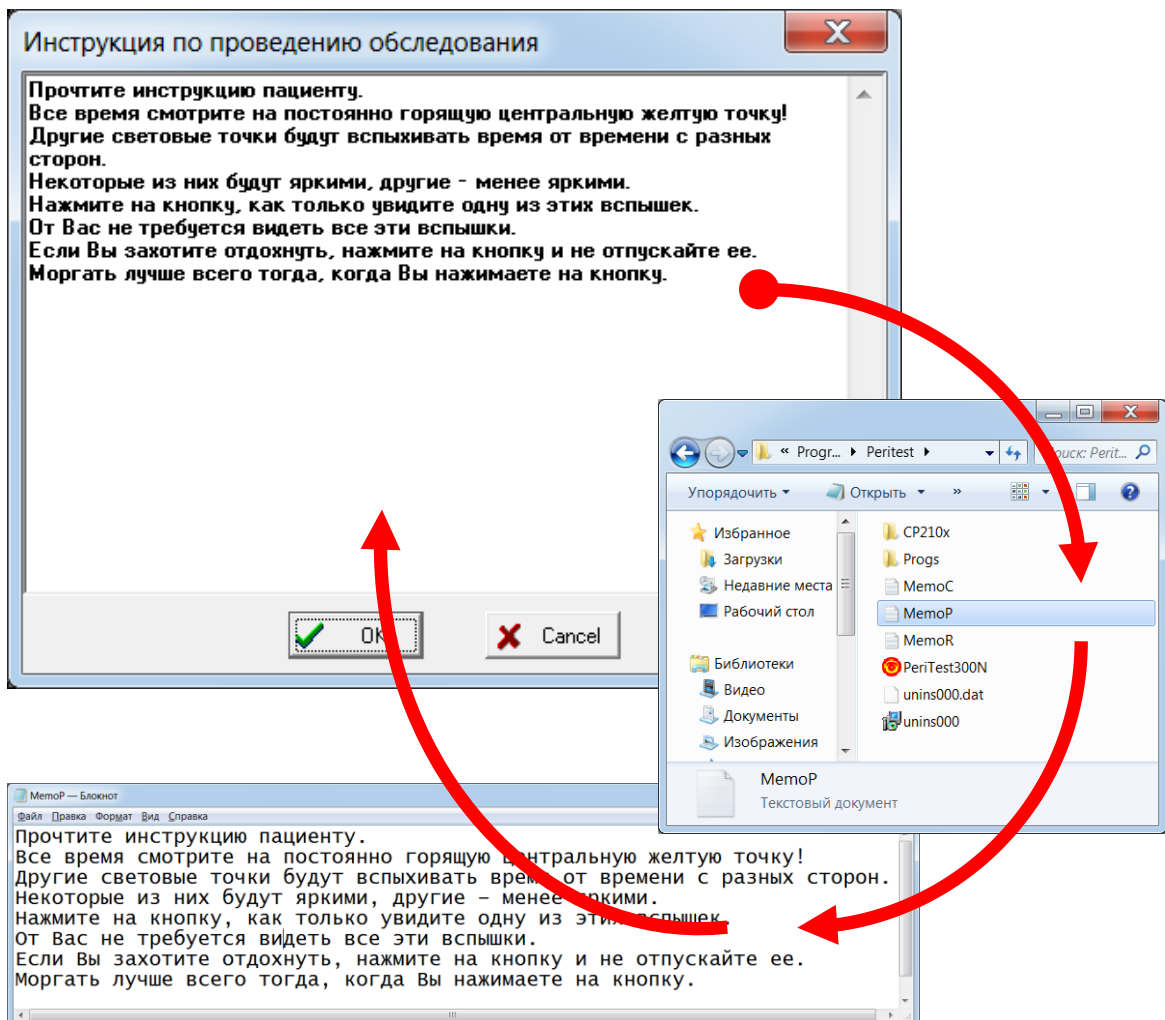 Инструкция по проведению обследования
Прочтите инструкцию пациенту.
Все время смотрите на постоянно горящую центральную желтую точку!
Другие световые точки будут вспыхивать время от времени с разных
сторон.
Некоторые из них будут яркими, другие - менее яркими.
Нажмите на кнопку, как только увидите одну из этих вспышек.
От Вас не требуется видеть все эти вспышки.
Если Вы захотите отдохнуть, нажмите на кнопку и не отпускайте ее.
Моргать лучше всего тогда, когда Вы нажимаете на кнопку.
OK
Cancel
« Progr... Peritest
Perit...
Упорядочить
Открыть
»
Избранное
Загрузки
Недавние места
Рабочий стол
Библиотеки
Видео
Документы
Изображения
CP210x
Progs
MemoC
MemoP
MemoR
PeriTest300N
unins000.dat
unins000
MemoP
Текстовый документ
MemoP — Блокнот
Файл Правка Формат Вид Справка
Прочтите инструкцию пациенту.
Все время смотрите на постоянно горящую центральную желтую точку!
Другие световые точки будут вспыхивать время от времени с разных сторон.
Некоторые из них будут яркими, другие – менее яркими.
Нажмите на кнопку, как только увидите одну из этих вспышек.
От Вас не требуется видеть все эти вспышки.
Если Вы захотите отдохнуть, нажмите на кнопку и не отпускайте ее.
Моргать лучше всего тогда, когда Вы нажимаете на кнопку.